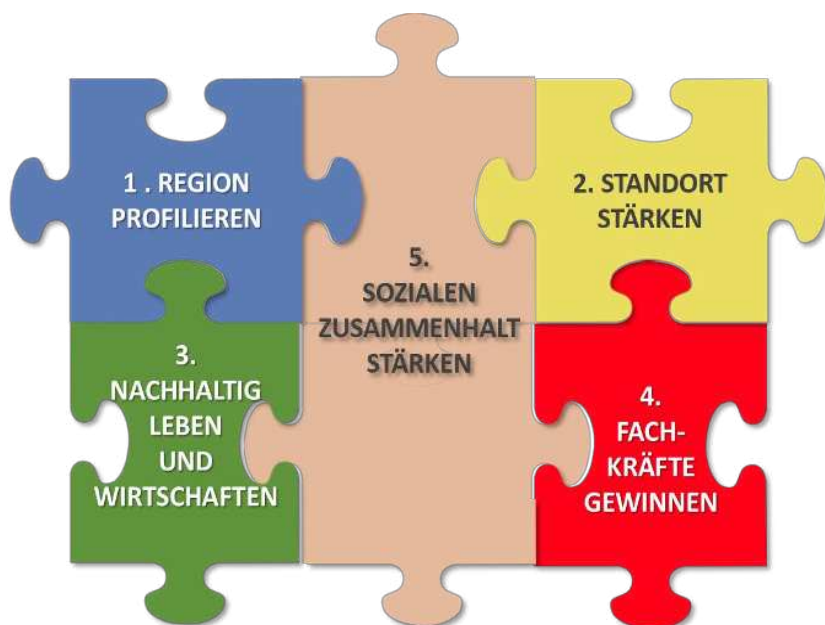 1 . REGION
PROFILIEREN
2. STANDORT
STÄRKEN
3.
NACHHALTIG
LEBEN
UND
WIRTSCHAFTEN
4.
FACH-
KRÄFTE
GEWINNEN
5.
SOZIALEN
ZUSAMMENHALT
STÄRKEN